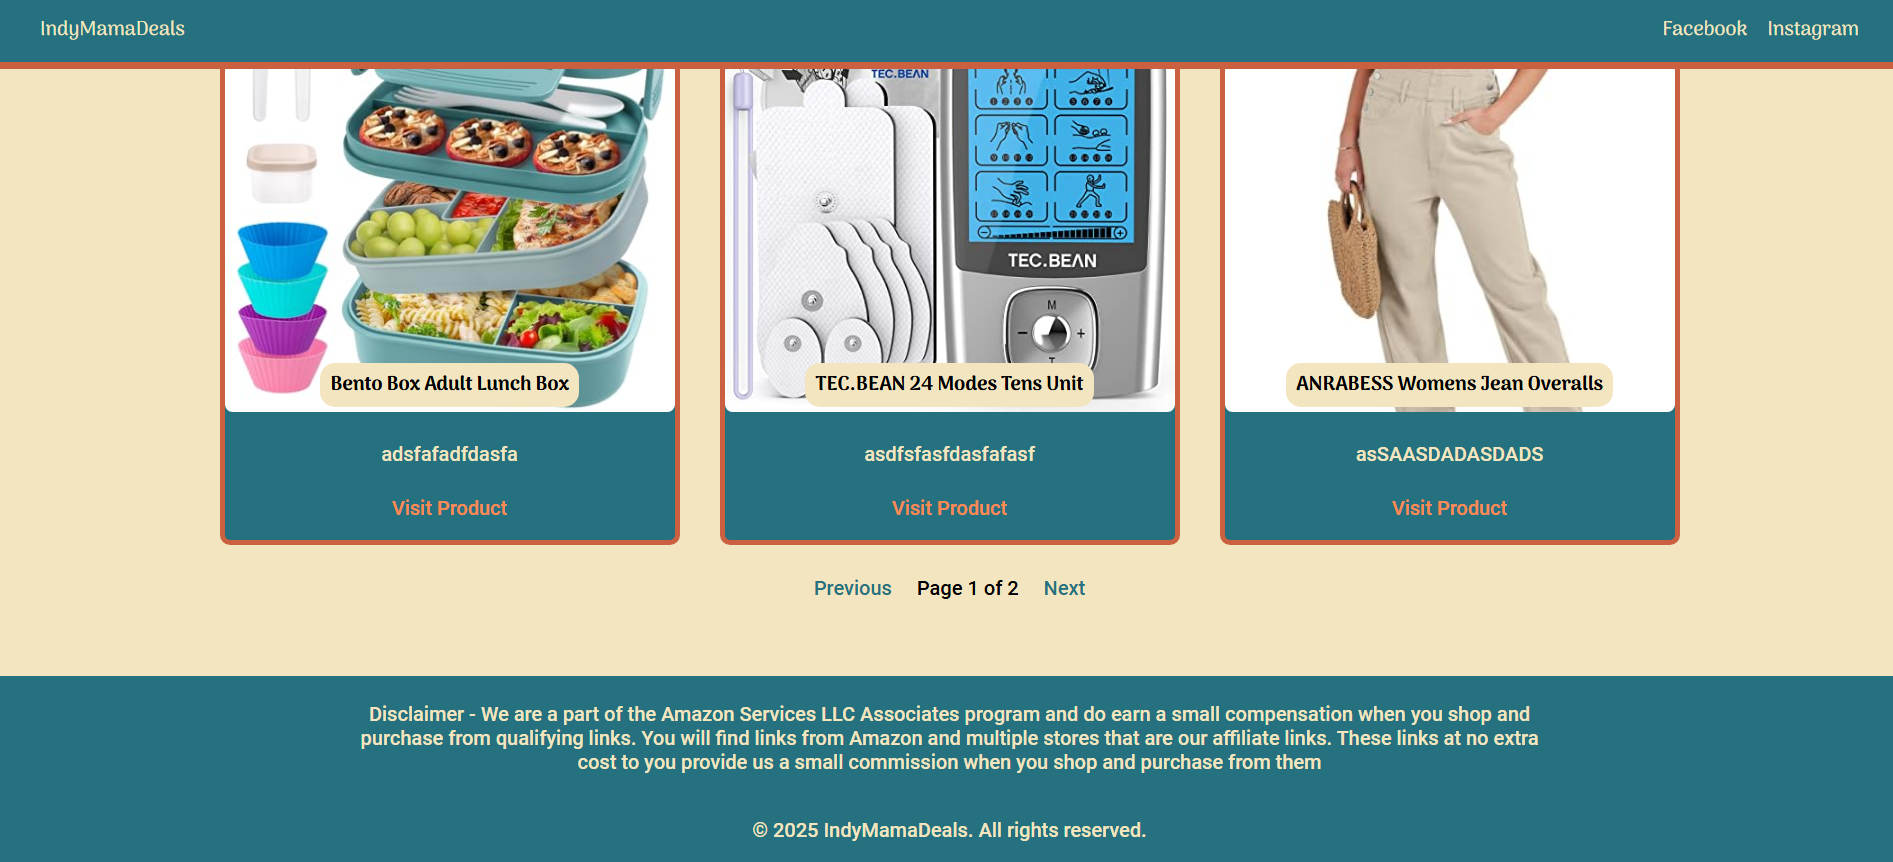 IndyMamaDeals
Facebook Instagram
TEC.BEAN
TEC.BEAN
M
- +
T
Bento Box Adult Lunch Box
TEC.BEAN 24 Modes Tens Unit
ANRABESS Womens Jean Overalls
adsfafadfdasfa
asdfsfasfdasfafasf
asSAASDADASDADS
Visit Product
Visit Product
Visit Product
Previous Page 1 of 2 Next
Disclaimer - We are a part of the Amazon Services LLC Associates program and do earn a small compensation when you shop and
purchase from qualifying links. You will find links from Amazon and multiple stores that are our affiliate links. These links at no extra
cost to you provide us a small commission when you shop and purchase from them
© 2025 IndyMamaDeals. All rights reserved.